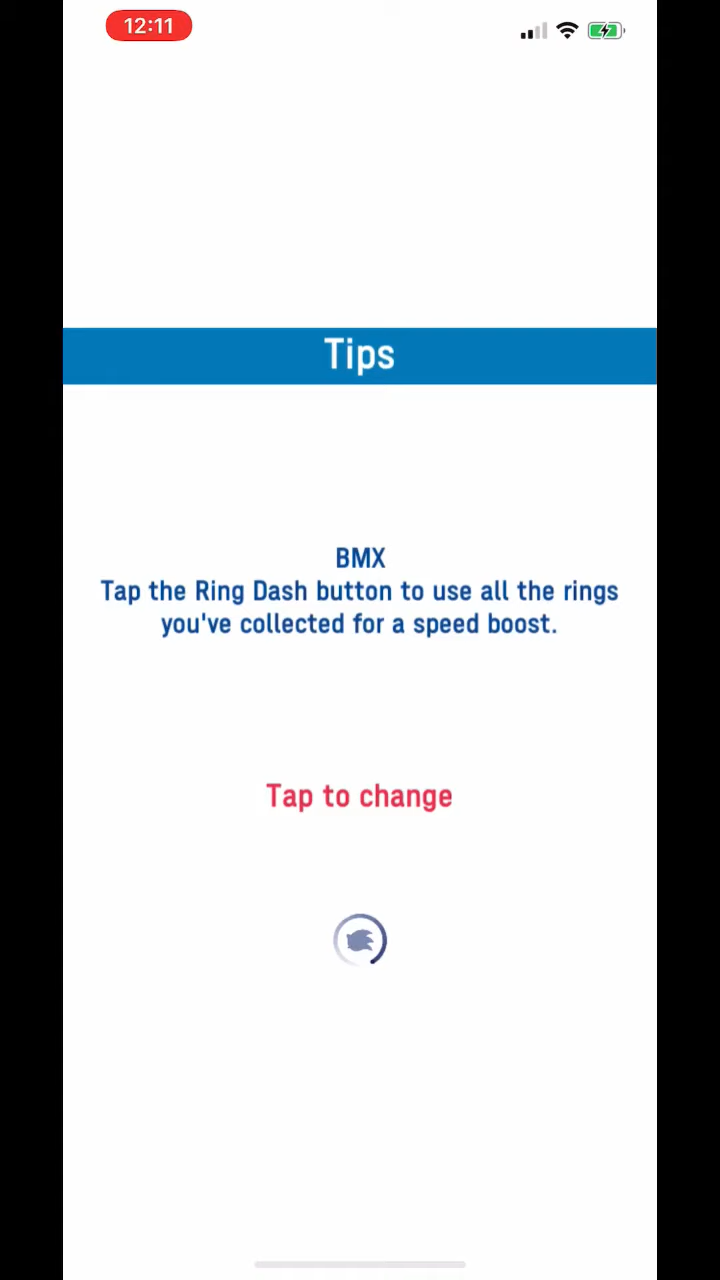 12:11
Tips
BMX
Tap the Ring Dash button to use all the rings
you've collected for a speed boost.
Tap to change